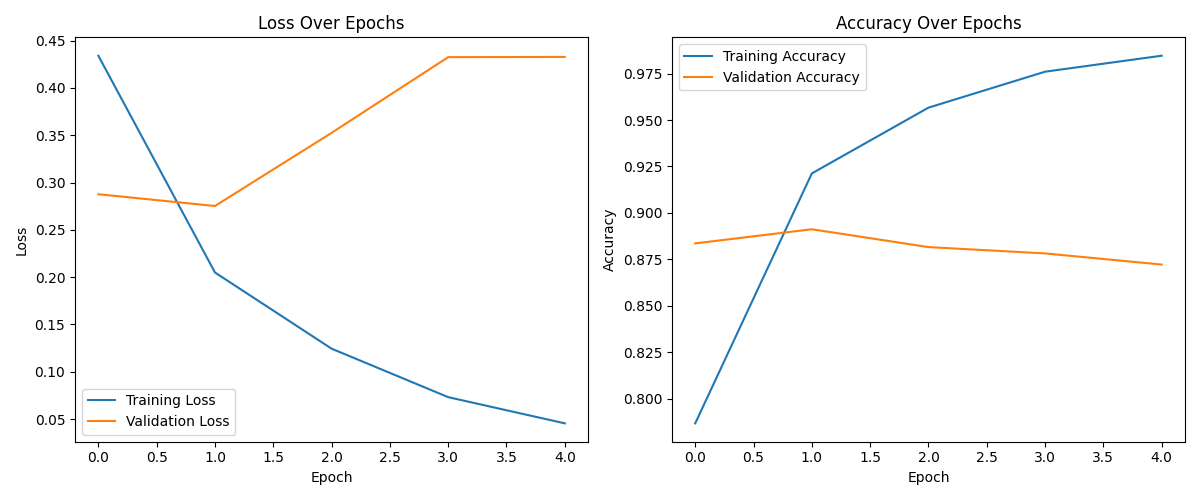 Loss Over Epochs
0.45
0.40
0.35
0.30
0.25
0.20
0.15
0.10
0.05
Loss
Training Loss
Validation Loss
0.0 0.5 1.0 1.5 2.0 2.5 3.0 3.5 4.0
Epoch
Accuracy Over Epochs
Training Accuracy
Validation Accuracy
0.975
0.950
0.925
0.900
0.875
0.850
0.825
0.800
Accuracy
0.0 0.5 1.0 1.5 2.0 2.5 3.0 3.5 4.0
Epoch